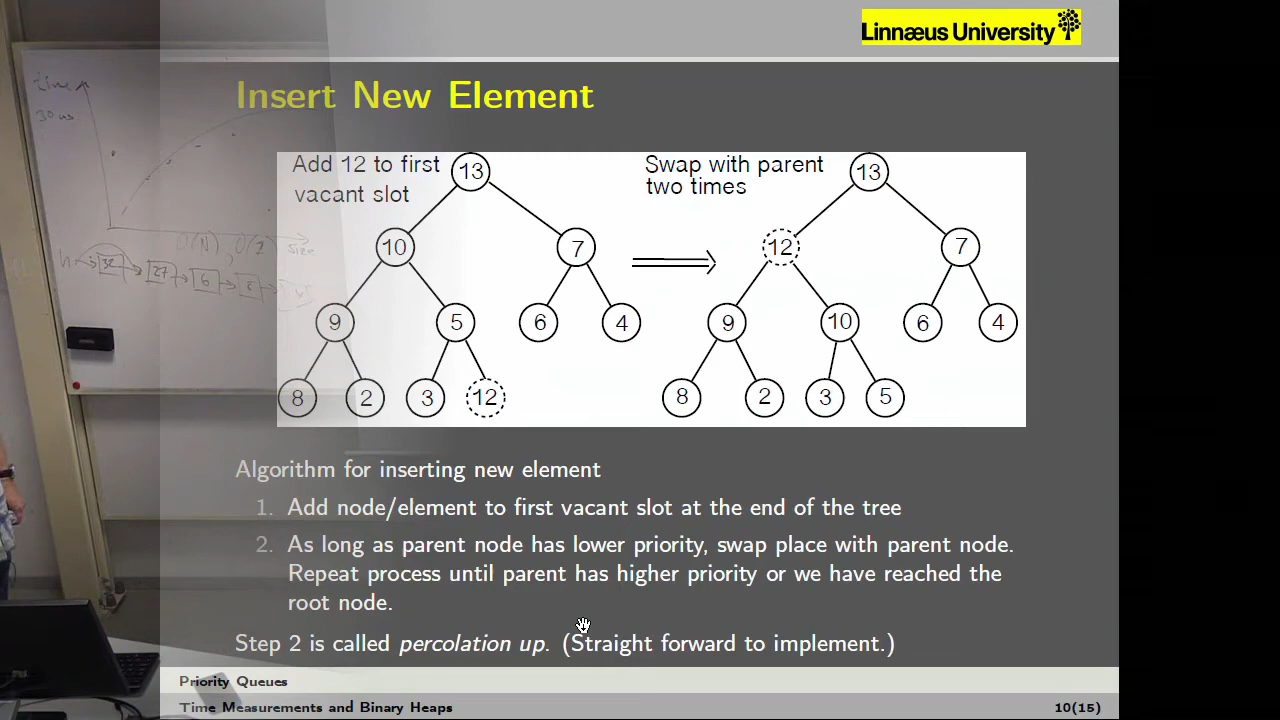 Linnæus University
Insert New Element
Add 12 to first
vacant slot
13
10
7
9
5
6
4
8
2
3
12
Swap with parent
two times
13
12
7
9
10
6
4
8
2
3
5
Algorithm for inserting new element
1. Add node/element to first vacant slot at the end of the tree
2. As long as parent node has lower priority, swap place with parent node.
Repeat process until parent has higher priority or we have reached the
root node.
Step 2 is called percolation up. (Straight forward to implement.)
Priority Queues
Time Measurements and Binary Heaps
10(15)
time
size
32
27
6